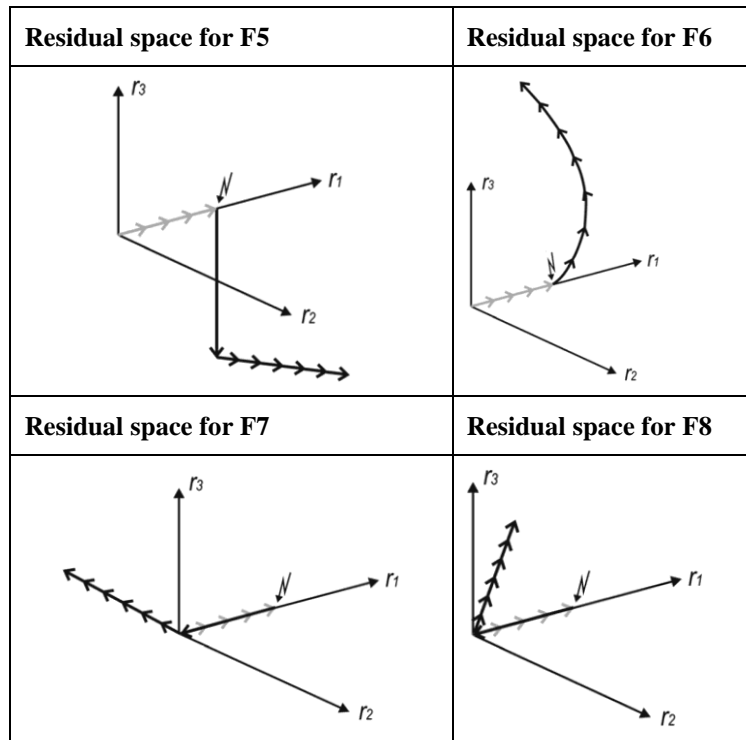 Residual space for F5
Residual space for F6
r3
r1
r2
r3
r1
r2
Residual space for F7
Residual space for F8
r3
r1
r2
r3
r1
r2